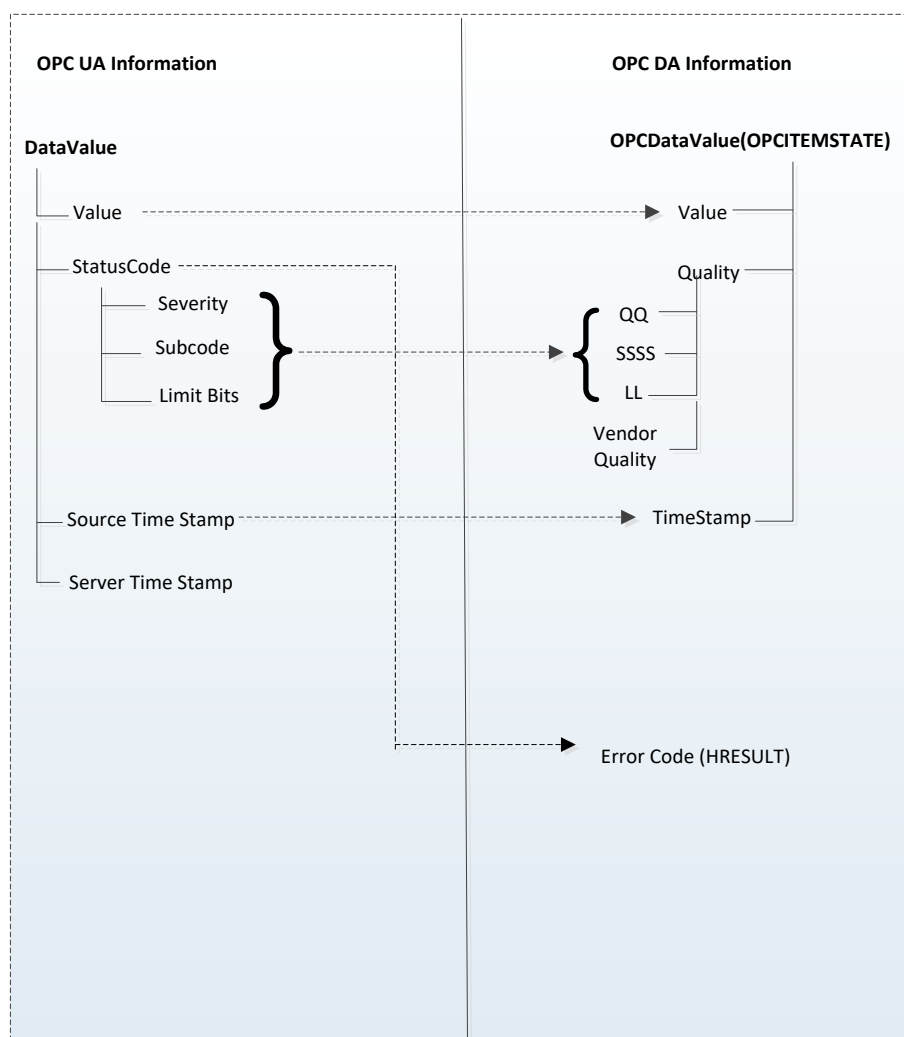 OPC UA Information
OPC DA Information
DataValue
OPCDataValue(OPCITEMSTATE)
Value
Value
StatusCode
Quality
Severity
QQ
Subcode
SSSS
Limit Bits
LL
Vendor
Quality
Source Time Stamp
TimeStamp
Server Time Stamp
Error Code (HRESULT)